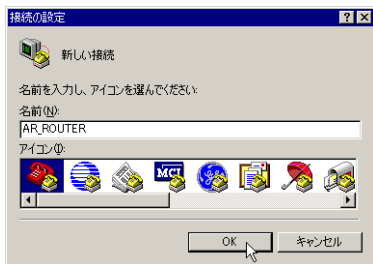 接続の設定
新しい接続
名前を入力し、アイコンを選んでください:
名前(N):
AR_ROUTER
アイコン(I):
MCI
OK
キャンセル